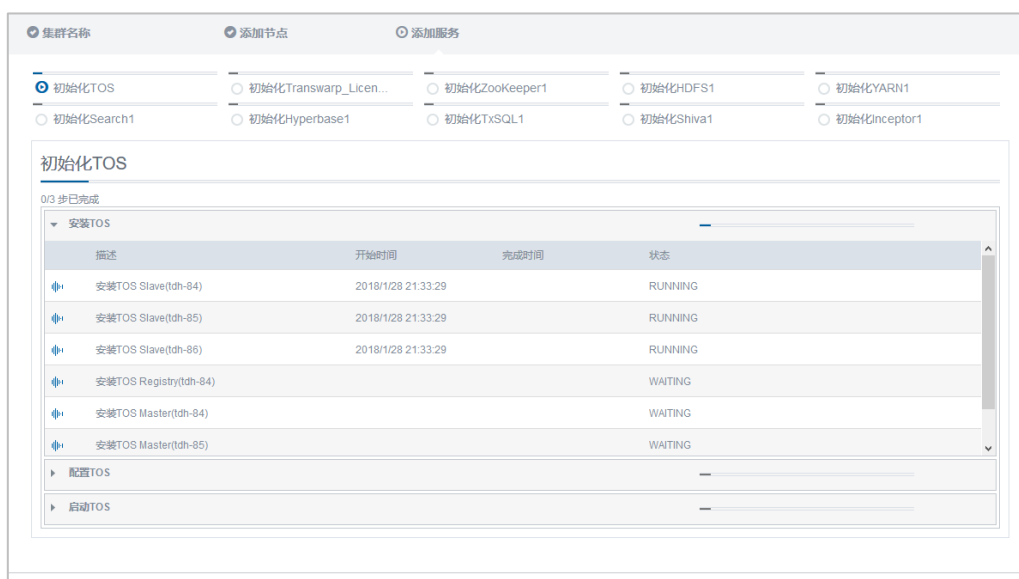 集群名称 添加节点 添加服务
初始化TOS 初始化Transwarp_Licen... 初始化ZooKeeper1 初始化HDFS1 初始化YARN1
初始化Search1 初始化Hyperbase1 初始化TxSQL1 初始化Shiva1 初始化Inceptor1
初始化TOS
0/3 步已完成
安装TOS
描述 开始时间 完成时间 状态
安装TOS Slave(tdh-84) 2018/1/28 21:33:29 RUNNING
安装TOS Slave(tdh-85) 2018/1/28 21:33:29 RUNNING
安装TOS Slave(tdh-86) 2018/1/28 21:33:29 RUNNING
安装TOS Registry(tdh-84) WAITING
安装TOS Master(tdh-84) WAITING
安装TOS Master(tdh-85) WAITING
配置TOS
启动TOS